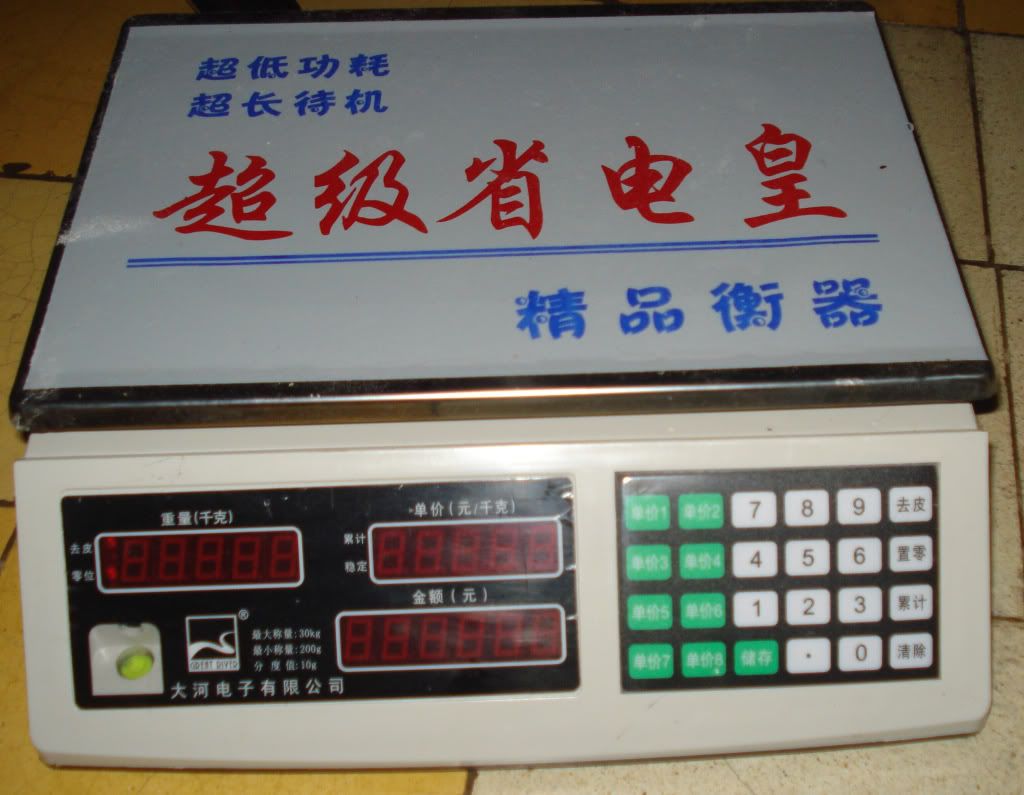 超低功耗
超长待机
超级省电皇
精品衡器
重量(千克)
单价(元/千克)
去皮
零位
累计
稳定
金额(元)
GREAT RIVER
®
最大称量:30kg
最小称量:200g
分度值:10g
大河电子有限公司
单价1 单价2 7 8 9 去皮
单价3 单价4 4 5 6 置零
单价5 单价6 1 2 3 累计
单价7 单价8 储存 . 0 清除